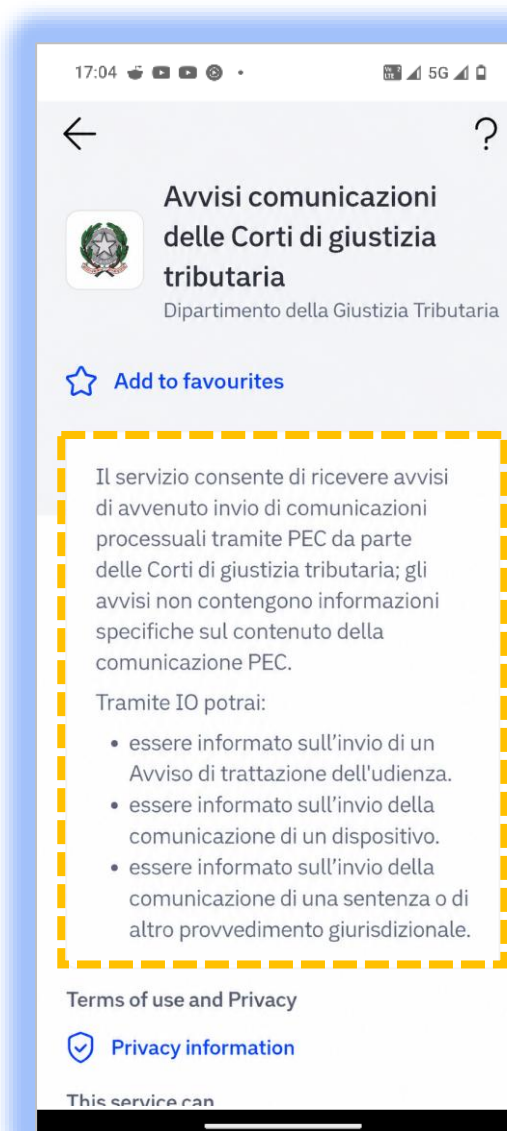 17:04
Vo 2
LTE
5G
?
Avvisi comunicazioni
delle Corti di giustizia
tributaria
Dipartimento della Giustizia Tributaria
Add to favourites
Il servizio consente di ricevere avvisi
di avvenuto invio di comunicazioni
processuali tramite PEC da parte
delle Corti di giustizia tributaria; gli
avvisi non contengono informazioni
specifiche sul contenuto della
comunicazione PEC.
Tramite IO potrai:
• essere informato sull'invio di un
Avviso di trattazione dell'udienza.
• essere informato sull'invio della
comunicazione di un dispositivo.
• essere informato sull'invio della
comunicazione di una sentenza o di
altro provvedimento giurisdizionale.
Terms of use and Privacy
Privacy information
This service can